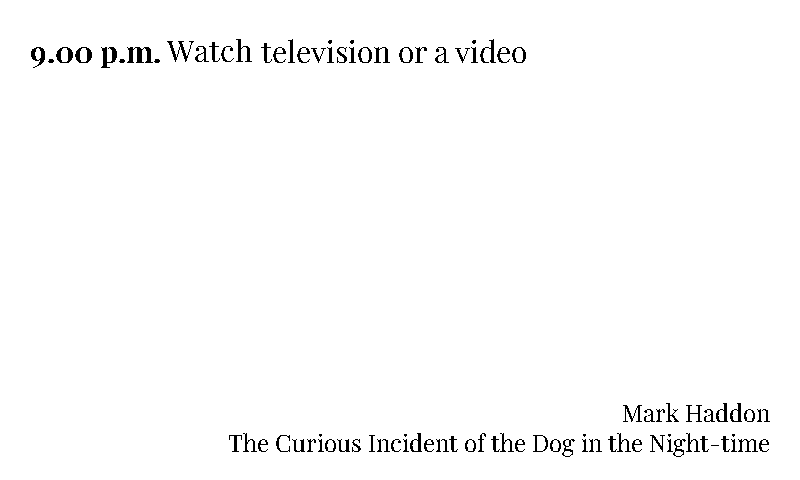 9.00 p.m. Watch television or a video
Mark Haddon
The Curious Incident of the Dog in the Night-time